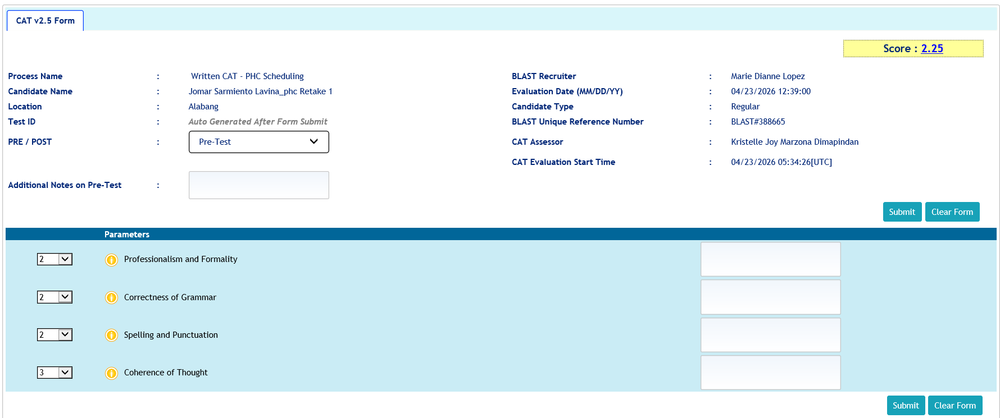 CAT v2.5 Form
Score : 2.25
Process Name : Written CAT - PHC Scheduling BLAST Recruiter : Marie Dianne Lopez
Candidate Name : Jomar Sarmiento Lavina_phc Retake 1 Evaluation Date (MM/DD/YY) : 04/23/2026 12:39:00
Location : Alabang Candidate Type : Regular
Test ID : Auto Generated After Form Submit BLAST Unique Reference Number : BLAST#388665
PRE / POST : Pre-Test CAT Assessor : Kristelle Joy Marzona Dimapindan
CAT Evaluation Start Time : 04/23/2026 05:34:26[UTC]
Additional Notes on Pre-Test :
Submit Clear Form
Parameters
2 Professionalism and Formality
2 Correctness of Grammar
2 Spelling and Punctuation
3 Coherence of Thought
Submit Clear Form